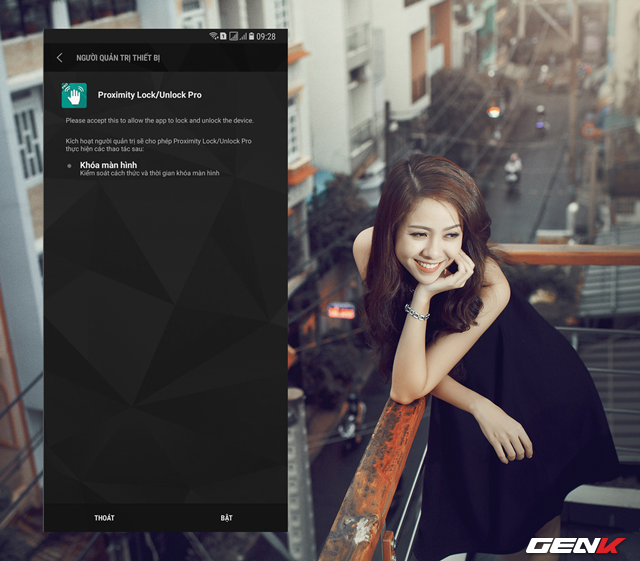 09:28
NGƯỜI QUẢN TRỊ THIẾT BỊ
Proximity Lock/Unlock Pro
Please accept this to allow the app to lock and unlock the device.
Kích hoạt người quản trị sẽ cho phép Proximity Lock/Unlock Pro
thực hiện các thao tác sau:
Khóa màn hình
Kiểm soát cách thức và thời gian khóa màn hình
THOÁT
BẬT
GENK